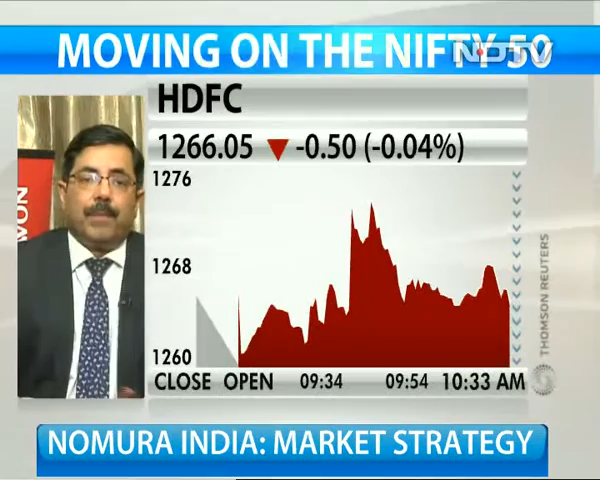 MOVING ON THE NIFTY 50
NDTV
HDFC
1266.05 ▼ -0.50 (-0.04%)
1276
1268
1260
CLOSE OPEN 09:34 09:54 10:33 AM
THOMSON REUTERS
NOMURA INDIA: MARKET STRATEGY